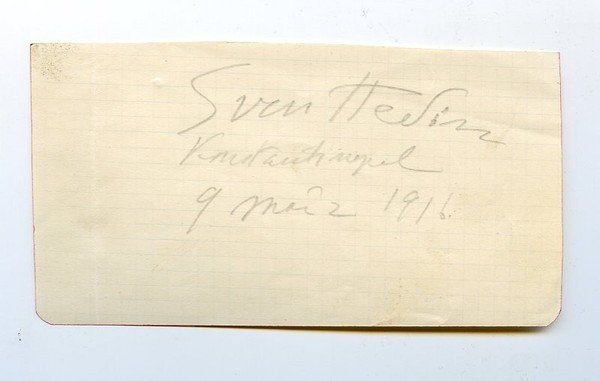 Sven Hedin
Konstantinopel
9 März 1916